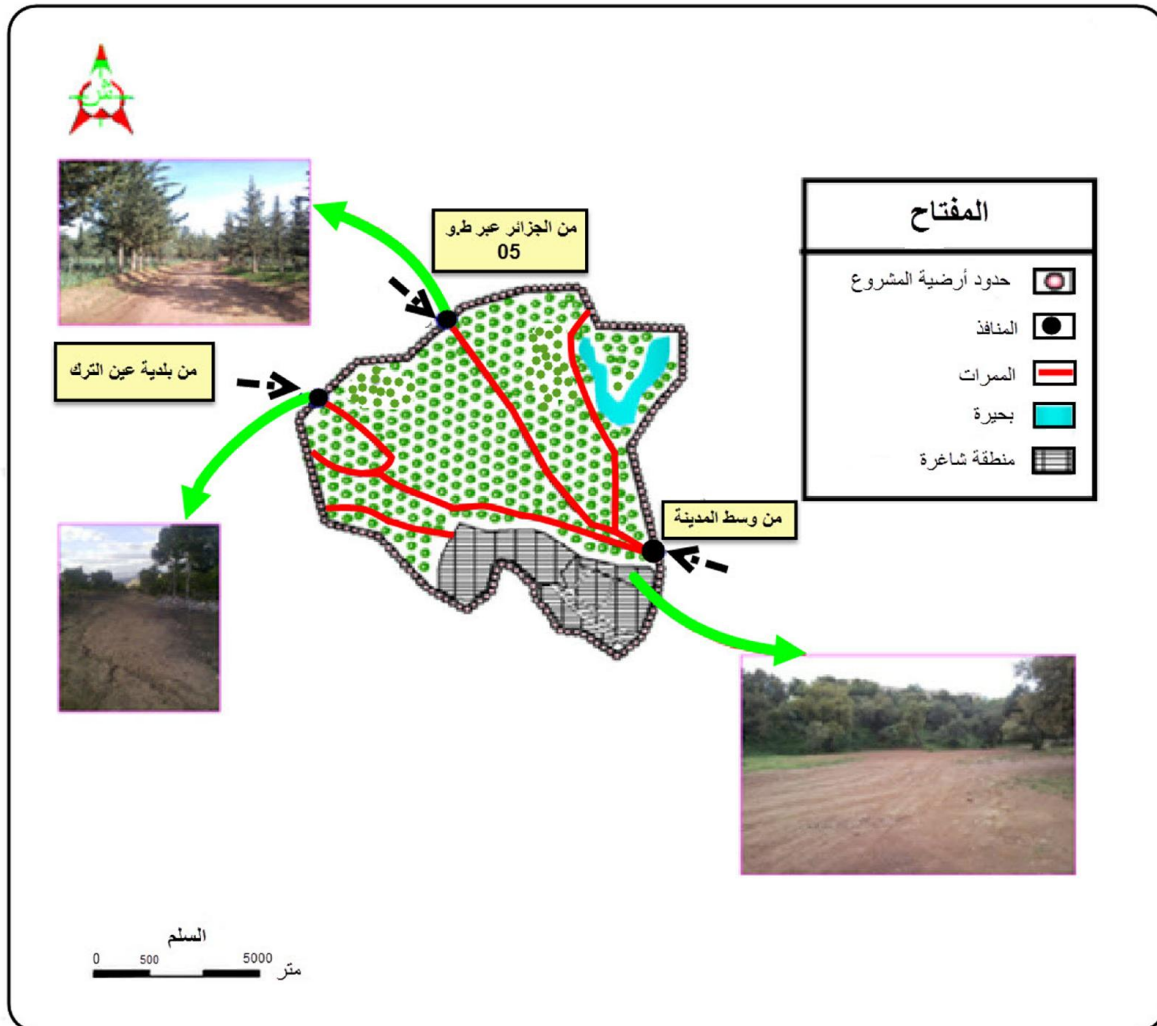 ش
من الجزائر عبر ط.و
05
من بلدية عين الترك
من وسط المدينة
المفتاح
حدود أرضية المشروع
المنافذ
الممرات
بحيرة
منطقة شاغرة
السلم
0 500 5000 متر